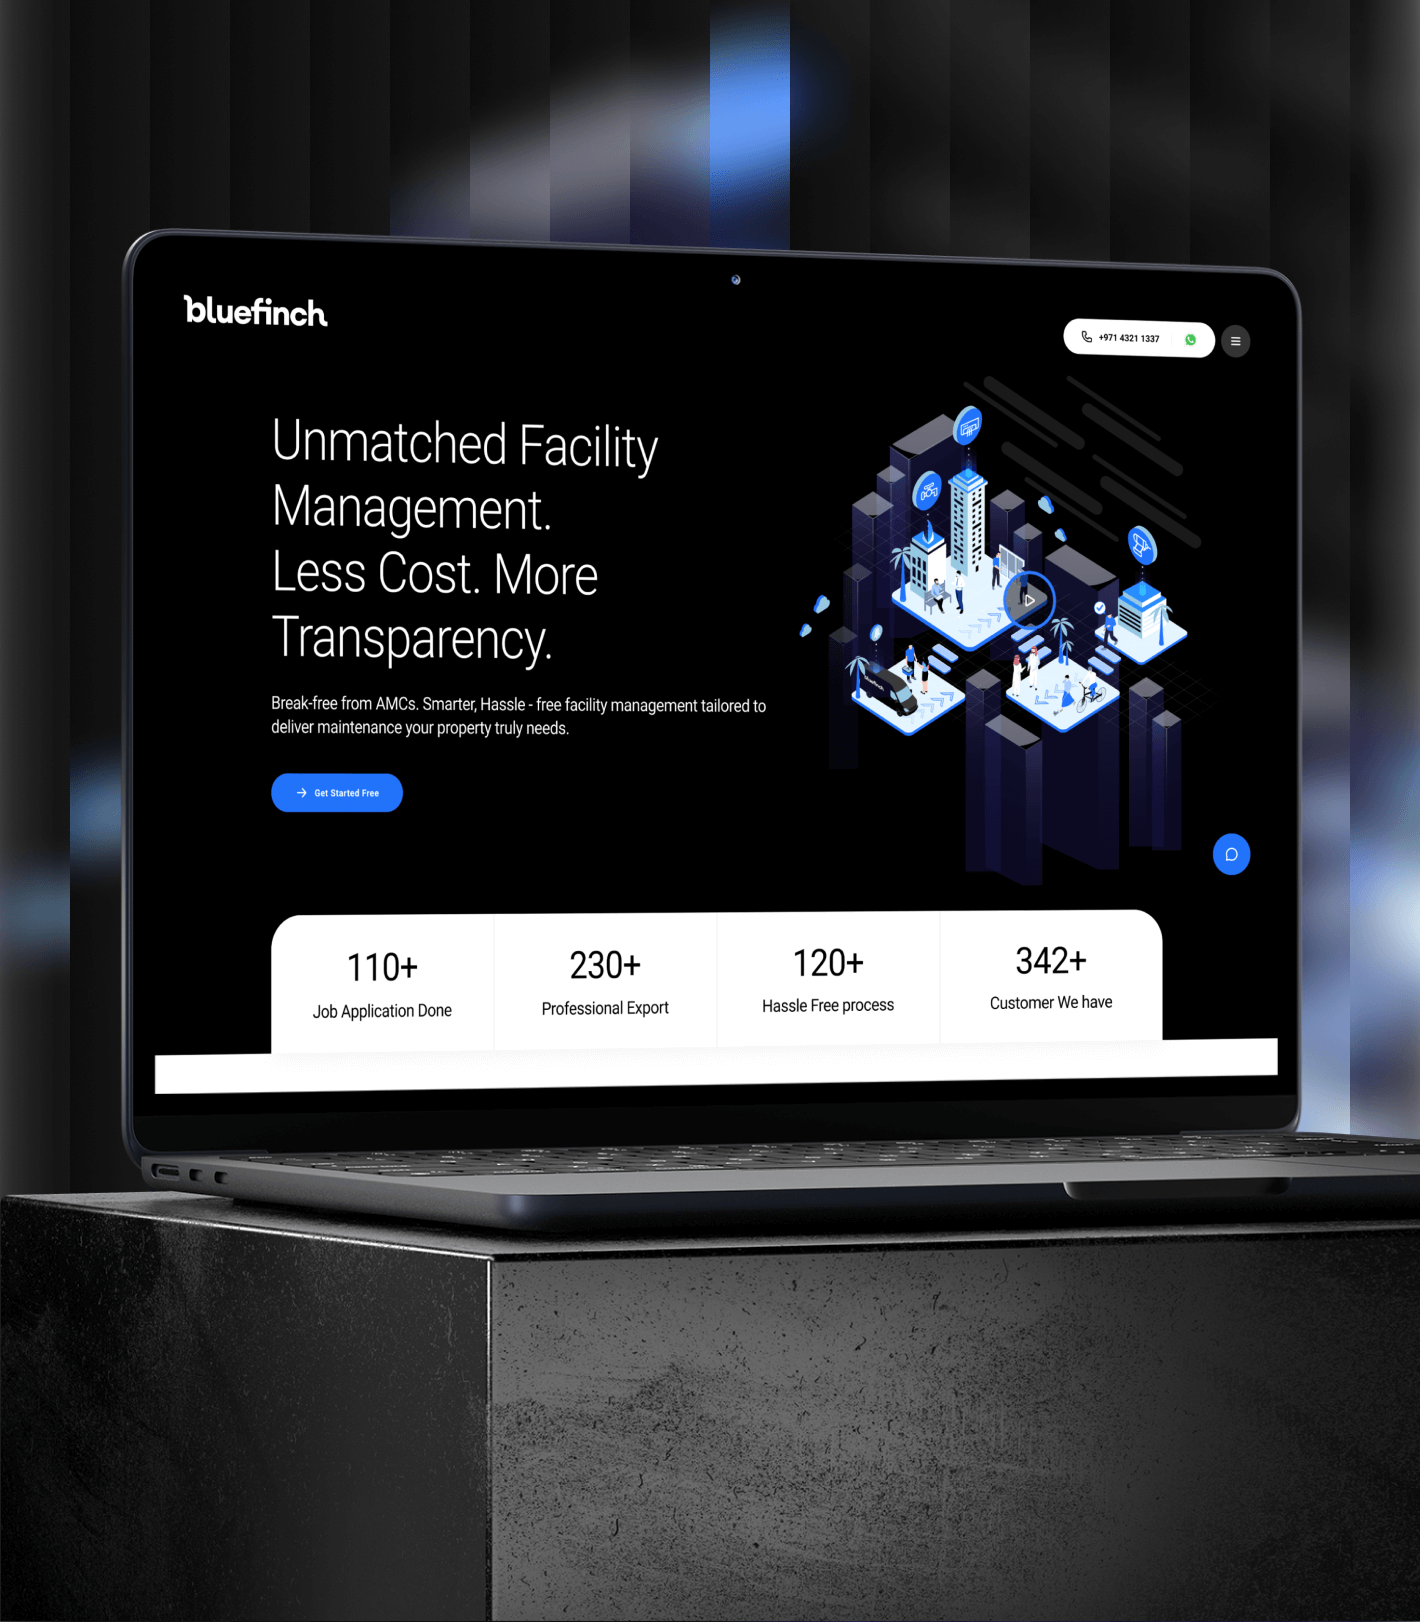 bluefinch
+971 4321 1337
Unmatched Facility
Management.
Less Cost. More
Transparency.
Break-free from AMCs. Smarter, Hassle - free facility management tailored to
deliver maintenance your property truly needs.
Get Started Free
bluefinch
110+
Job Application Done
230+
Professional Export
120+
Hassle Free process
342+
Customer We have